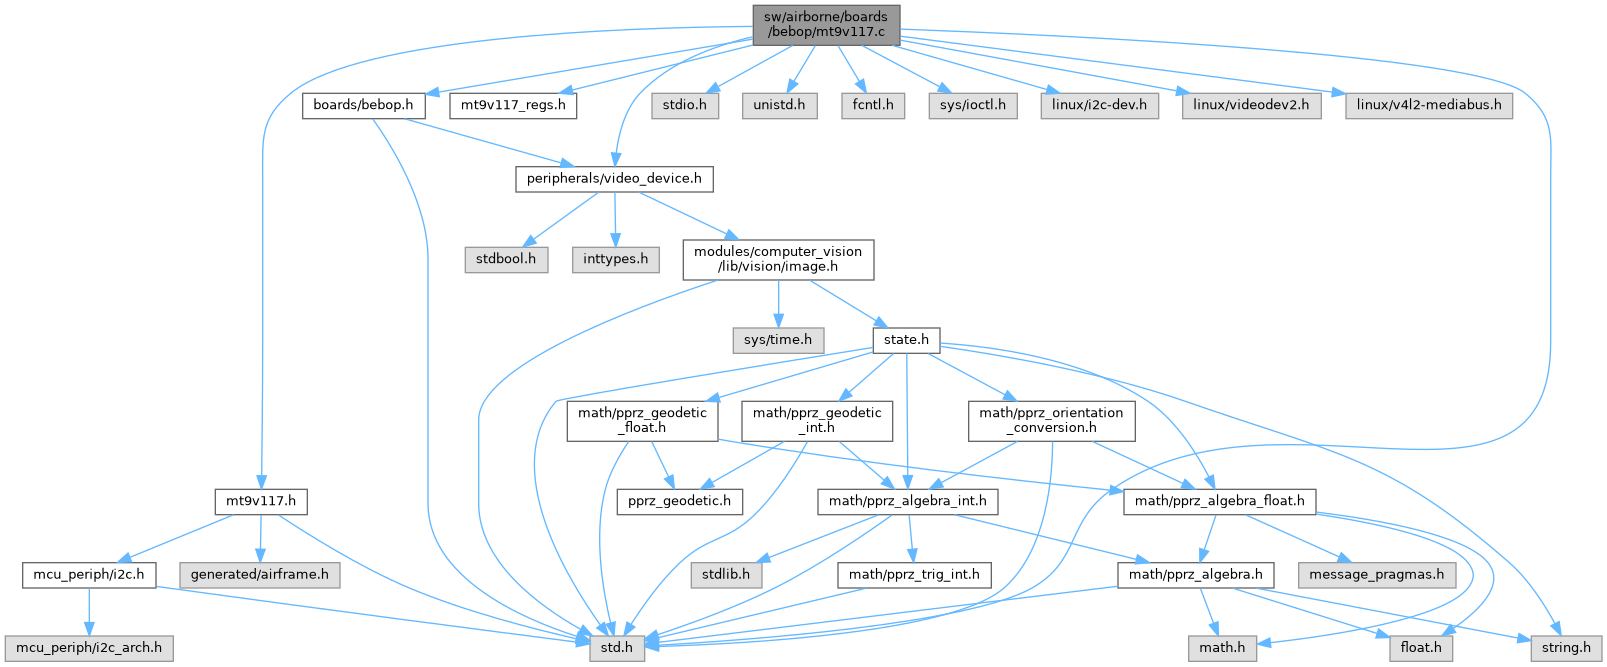 sw/airborne/boards
/bebop/mt9v117.c
boards/bebop.h
mt9v117_regs.h
stdio.h
unistd.h
fcntl.h
sys/ioctl.h
linux/i2c-dev.h
linux/videodev2.h
linux/v4l2-mediabus.h
peripherals/video_device.h
stdbool.h
inttypes.h
modules/computer_vision
/lib/vision/image.h
sys/time.h
state.h
math/pprz_geodetic
_float.h
math/pprz_geodetic
_int.h
math/pprz_orientation
_conversion.h
mt9v117.h
pprz_geodetic.h
math/pprz_algebra_int.h
math/pprz_algebra_float.h
mcu_periph/i2c.h
generated/airframe.h
stdlib.h
math/pprz_trig_int.h
math/pprz_algebra.h
message_pragmas.h
mcu_periph/i2c_arch.h
std.h
math.h
float.h
string.h